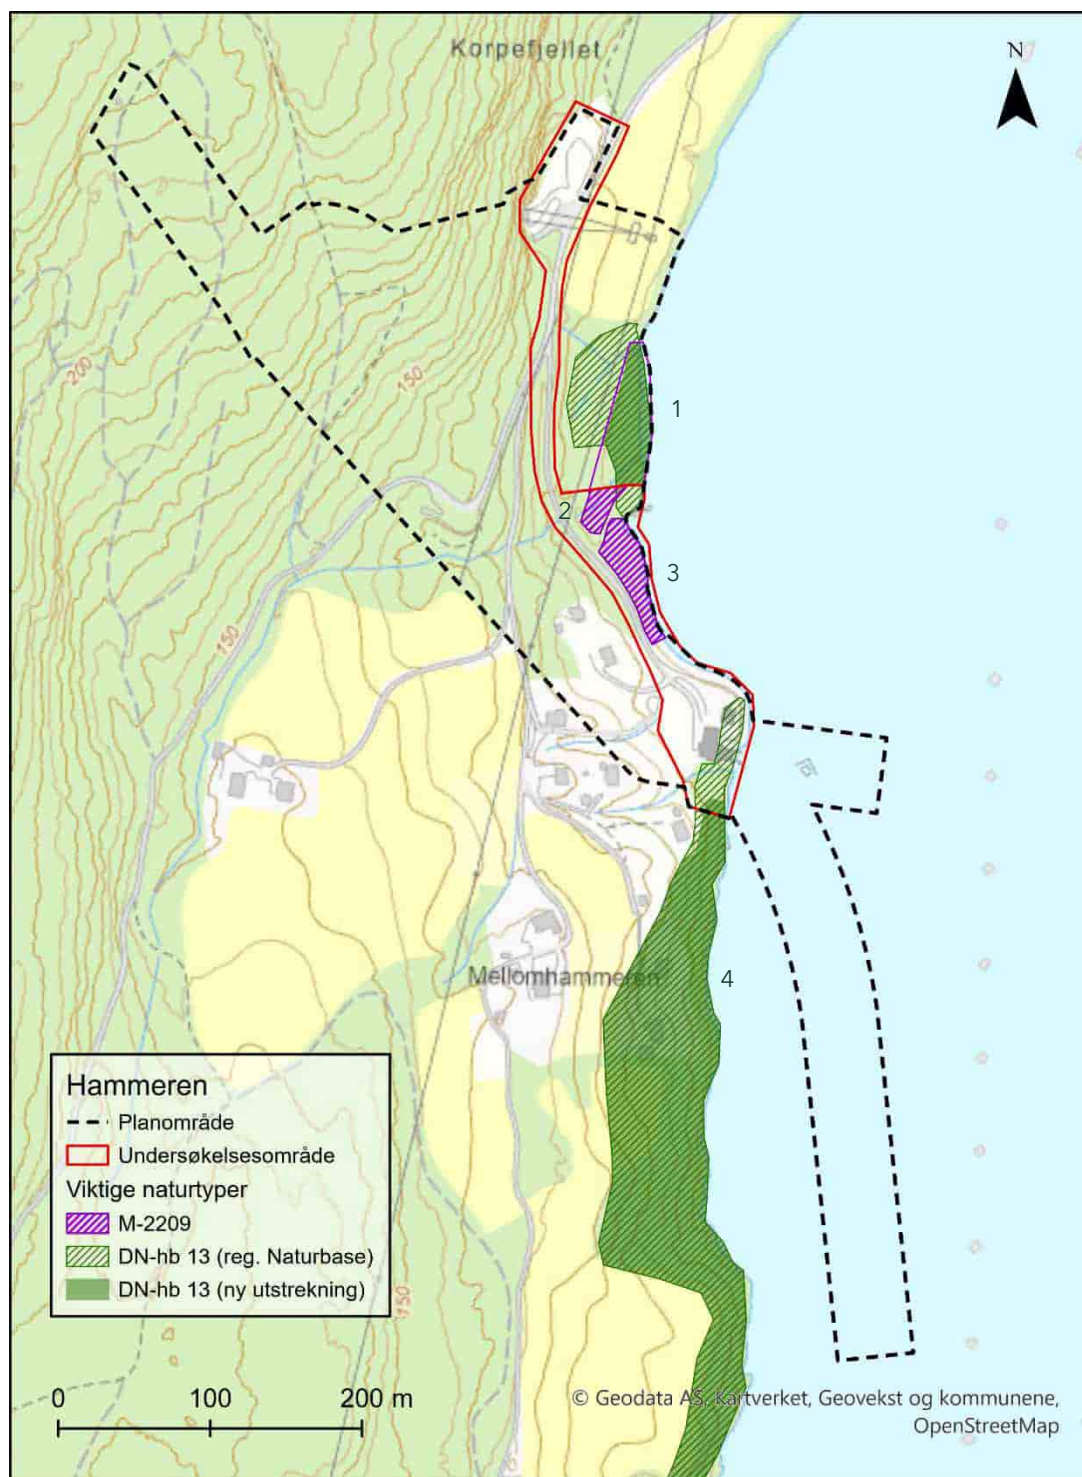 Korpefjellet
N
200
150
1
2
3
150
4
Mellomhammeren
150
Hammeren
Planområde
Undersøkelsesområde
Viktige naturtyper
M-2209
DN-hb 13 (reg. Naturbase)
DN-hb 13 (ny utstrekning)
0 100 200 m
© Geodata AS, Kartverket, Geovekst og kommunene,
OpenStreetMap